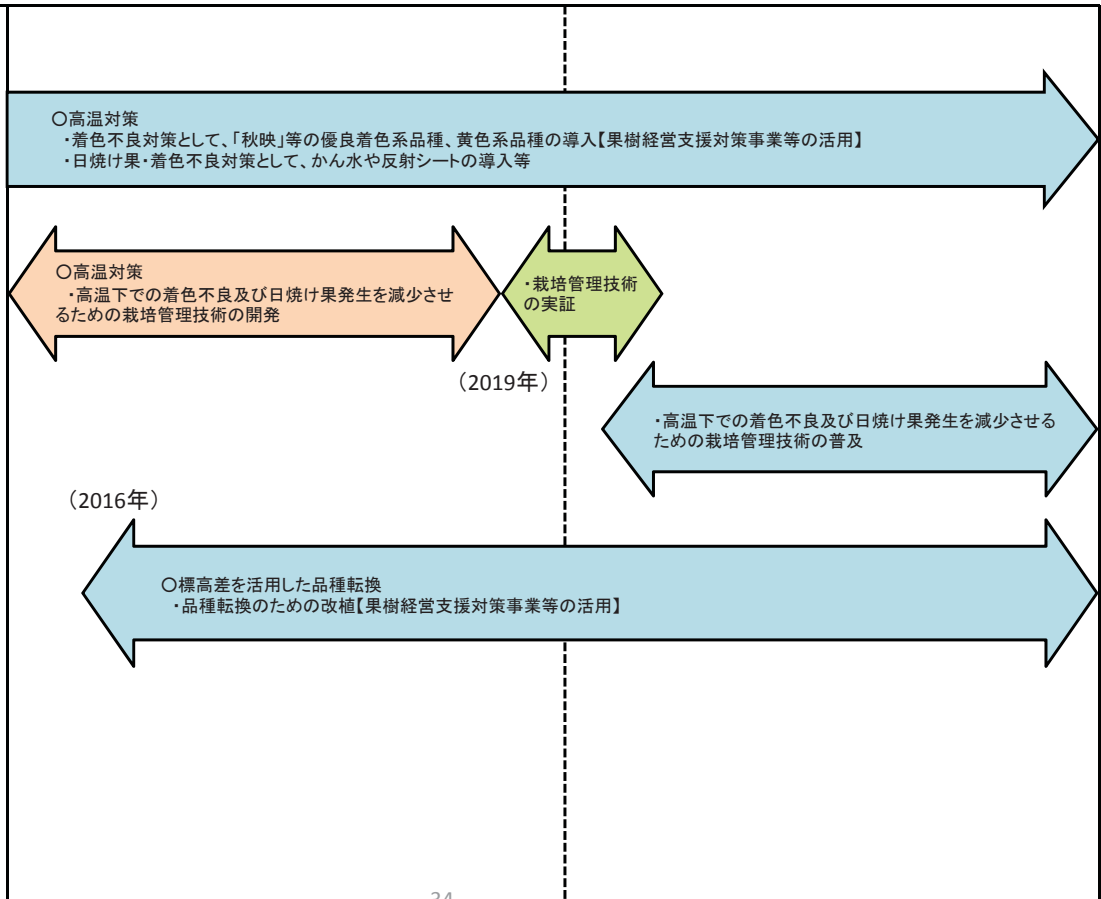 ○高温対策
・着色不良対策として、「秋映」等の優良着色系品種、黄色系品種の導入【果樹経営支援対策事業等の活用】
・日焼け果・着色不良対策として、かん水や反射シートの導入等
○高温対策
・高温下での着色不良及び日焼け果発生を減少させ
るための栽培管理技術の開発
・栽培管理技術
の実証
（2019年）
・高温下での着色不良及び日焼け果発生を減少させる
ための栽培管理技術の普及
（2016年）
○標高差を活用した品種転換
・品種転換のための改植【果樹経営支援対策事業等の活用】